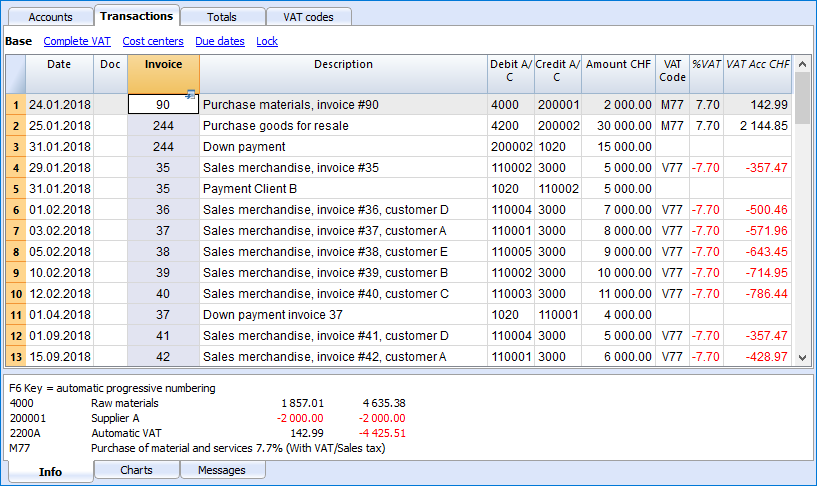 Accounts Transactions Totals VAT codes
Base Complete VAT Cost centers Due dates Lock
Date Doc Invoice Description Debit A/C Credit A/C Amount CHF VAT Code %VAT VAT Acc CHF
1 24.01.2018 90 Purchase materials, invoice #90 4000 200001 2 000.00 M77 7.70 142.99
2 25.01.2018 244 Purchase goods for resale 4200 200002 30 000.00 M77 7.70 2 144.85
3 31.01.2018 244 Down payment 200002 1020 15 000.00
4 29.01.2018 35 Sales merchandise, invoice #35 110002 3000 5 000.00 V77 -7.70 -357.47
5 31.01.2018 35 Payment Client B 1020 110002 5 000.00
6 01.02.2018 36 Sales merchandise, invoice #36, customer D 110004 3000 7 000.00 V77 -7.70 -500.46
7 03.02.2018 37 Sales merchandise, invoice #37, customer A 110001 3000 8 000.00 V77 -7.70 -571.96
8 05.02.2018 38 Sales merchandise, invoice #38, customer E 110005 3000 9 000.00 V77 -7.70 -643.45
9 10.02.2018 39 Sales merchandise, invoice #39, customer B 110002 3000 10 000.00 V77 -7.70 -714.95
10 12.02.2018 40 Sales merchandise, invoice #40, customer C 110003 3000 11 000.00 V77 -7.70 -786.44
11 01.04.2018 37 Down payment invoice 37 1020 110001 4 000.00
12 01.09.2018 41 Sales merchandise, invoice #41, customer D 110004 3000 5 000.00 V77 -7.70 -357.47
13 15.09.2018 42 Sales merchandise, invoice #42, customer A 110001 3000 6 000.00 V77 -7.70 -428.97
F6 Key = automatic progressive numbering
4000 Raw materials 1 857.01 4 635.38
200001 Supplier A -2 000.00 -2 000.00
2200A Automatic VAT 142.99 -4 425.51
M77 Purchase of material and services 7.7% (With VAT/Sales tax)
Info Charts Messages